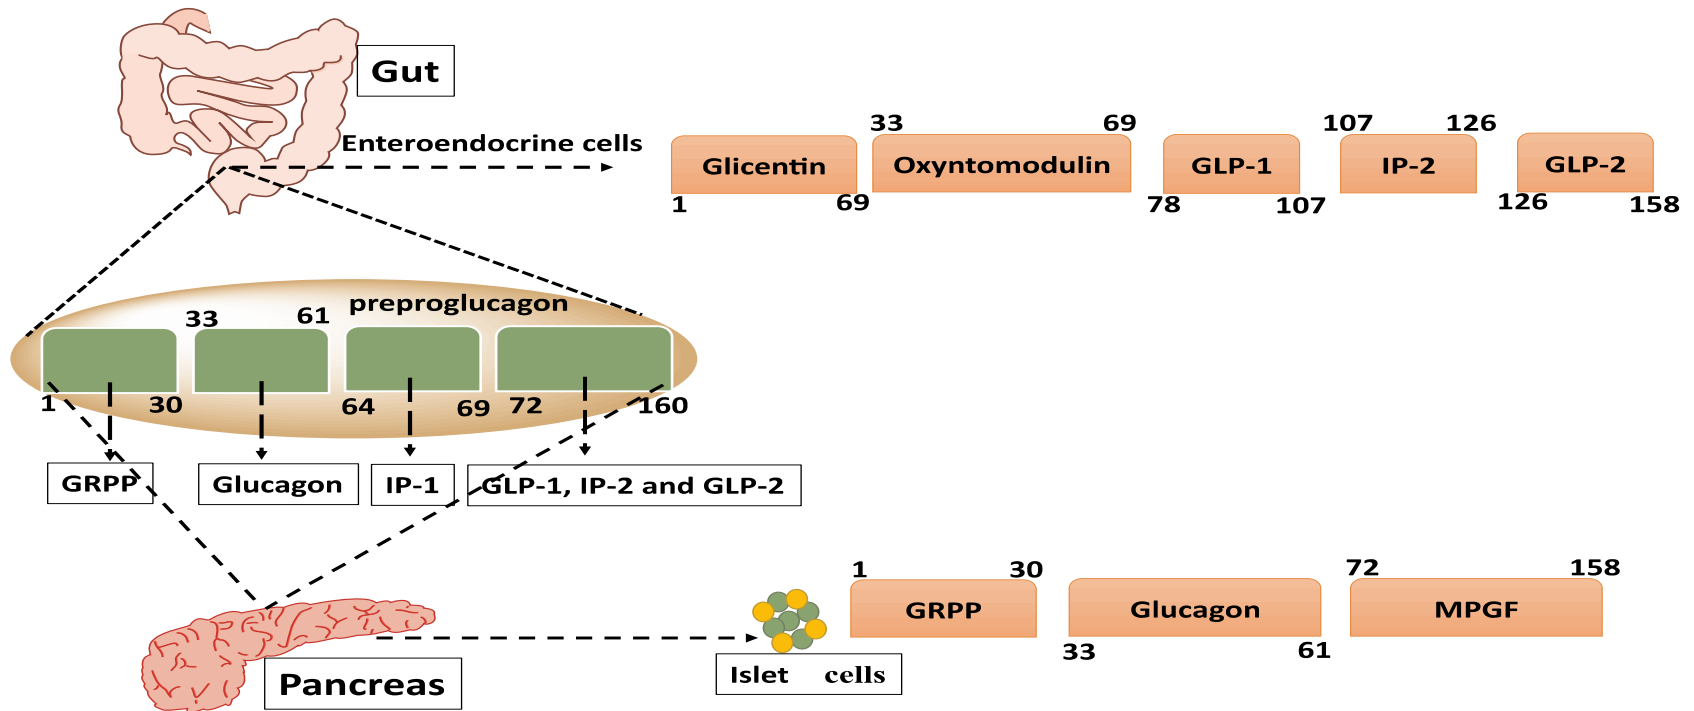 Gut
Enteroendocrine cells
33 69 107 126
Glicentin Oxyntomodulin GLP-1 IP-2 GLP-2
1 69 78 107 126 158
preproglucagon
33 61
1 30 64 69 72 160
GRPP Glucagon IP-1 GLP-1, IP-2 and GLP-2
1 30 72 158
GRPP Glucagon MPGF
33 61
Islet cells
Pancreas